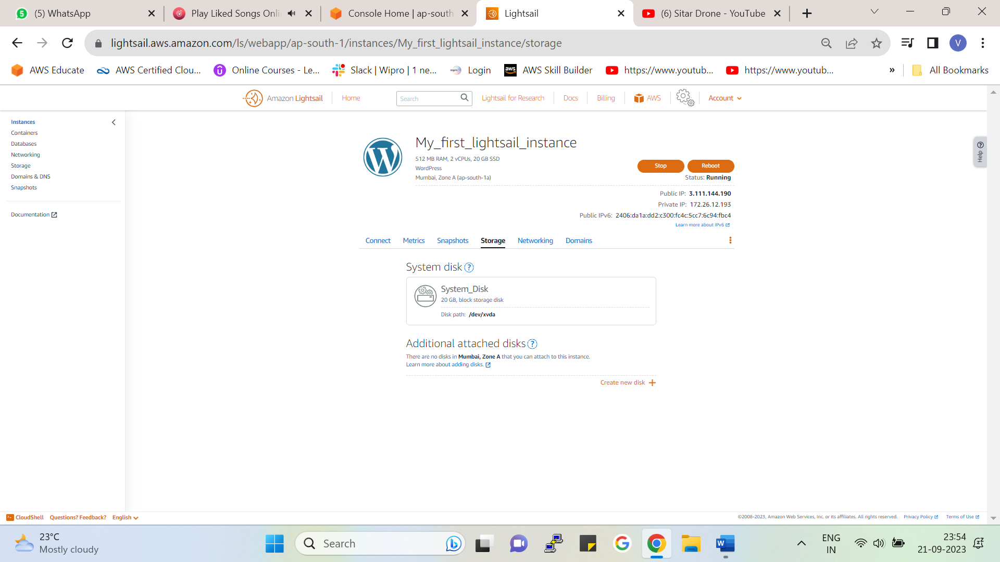 (5) WhatsApp
Play Liked Songs Onli
Console Home | ap-south
Lightsail
(6) Sitar Drone - YouTube
lightsail.aws.amazon.com/ls/webapp/ap-south-1/instances/My_first_lightsail_instance/storage
V
AWS Educate
AWS Certified Clou...
Online Courses - Le...
Slack | Wipro | 1 ne...
Login
AWS Skill Builder
https://www.youtub...
https://www.youtub...
»
All Bookmarks
Amazon Lightsail
Home
Search
Lightsail for Research
Docs
Billing
AWS
Account
Instances
Containers
Databases
Networking
Storage
Domains & DNS
Snapshots
Documentation
Help
My_first_lightsail_instance
512 MB RAM, 2 vCPUs, 20 GB SSD
WordPress
Mumbai, Zone A (ap-south-1a)
Stop
Reboot
Status: Running
Public IP: 3.111.144.190
Private IP: 172.26.12.193
Public IPv6: 2406:da1a:dd2:c300:fc4c:5cc7:6c94:fbc4
Learn more about IPv6
Connect
Metrics
Snapshots
Storage
Networking
Domains
System disk ?
System_Disk
20 GB, block storage disk
Disk path: /dev/xvda
Additional attached disks ?
There are no disks in Mumbai, Zone A that you can attach to this instance.
Learn more about adding disks.
Create new disk +
CloudShell
Questions? Feedback?
English
©2008-2023, Amazon Web Services, Inc. or its affiliates. All rights reserved.
Privacy Policy
Terms of Use
23°C
Mostly cloudy
Search
ENG
IN
23:54
21-09-2023